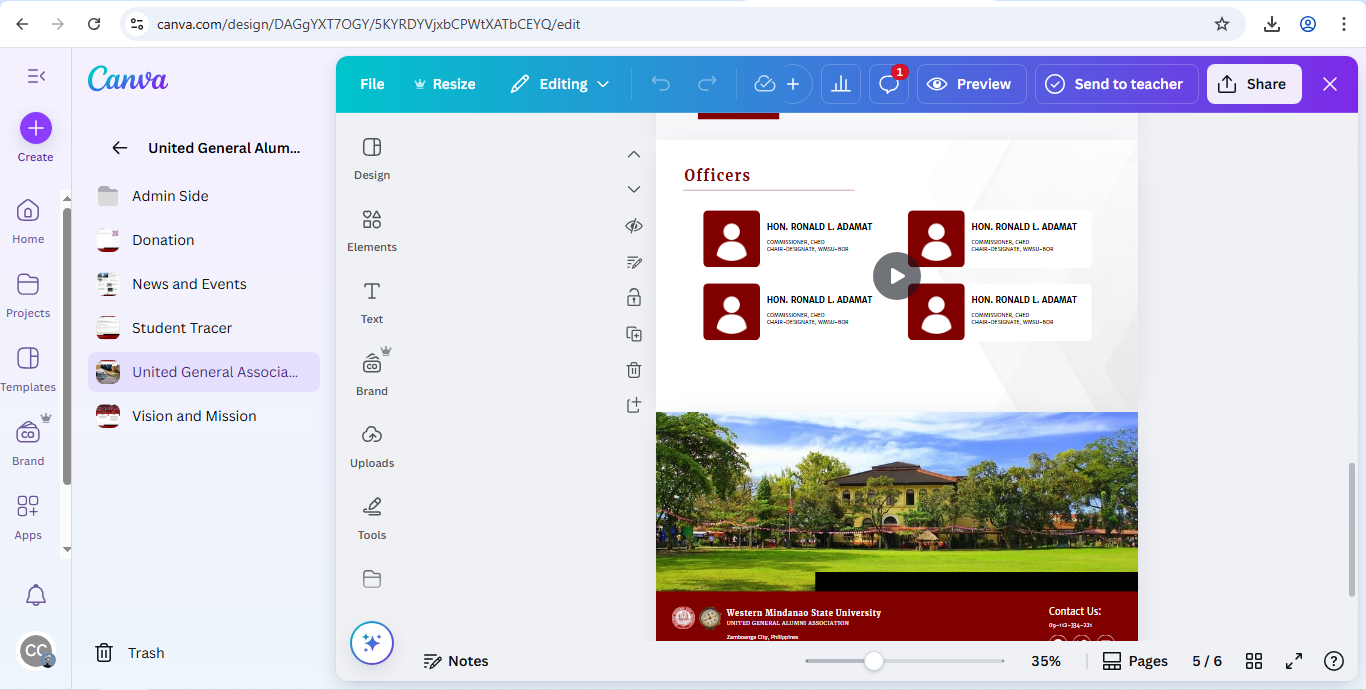 canva.com/design/DAGgYXT7OGY/5KYRDYVjxbCPWtXATbCEYQ/edit
Canva
File
Resize
Editing
1
Preview
Send to teacher
Share
Create
Home
Projects
Templates
Brand
Apps
CC
United General Alum...
Admin Side
Donation
News and Events
Student Tracer
United General Associa...
Vision and Mission
Trash
Design
Elements
Text
Brand
Uploads
Tools
Officers
HON. RONALD L. ADAMAT
COMMISSIONER, CHED
CHAIR-DESIGNATE, WMSU-BOR
HON. RONALD L. ADAMAT
COMMISSIONER, CHED
CHAIR-DESIGNATE, WMSU-BOR
HON. RONALD L. ADAMAT
COMMISSIONER, CHED
CHAIR-DESIGNATE, WMSU-BOR
HON. RONALD L. ADAMAT
COMMISSIONER, CHED
CHAIR-DESIGNATE, WMSU-BOR
Western Mindanao State University
UNITED GENERAL ALUMNI ASSOCIATION
Zamboanga City, Philippines
Contact Us:
09-112-334-221
Notes
35%
Pages
5 / 6